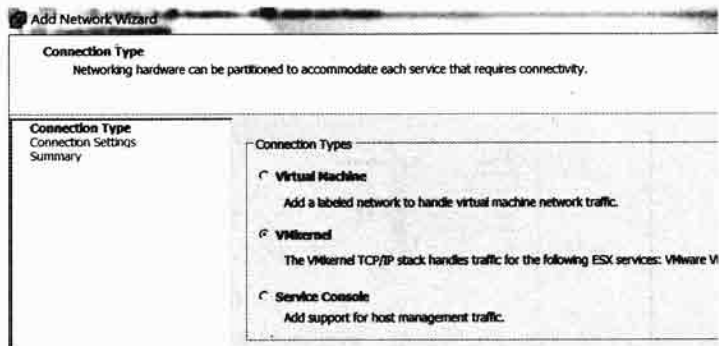 Add Network Wizard
Connection Type
Networking hardware can be partitioned to accommodate each service that requires connectivity.
Connection Type
Connection Settings
Summary
Connection Types
Virtual Machine
Add a labeled network to handle virtual machine network traffic.
VMkernel
The VMkernel TCP/IP stack handles traffic for the following ESX services: VMware VM
Service Console
Add support for host management traffic.